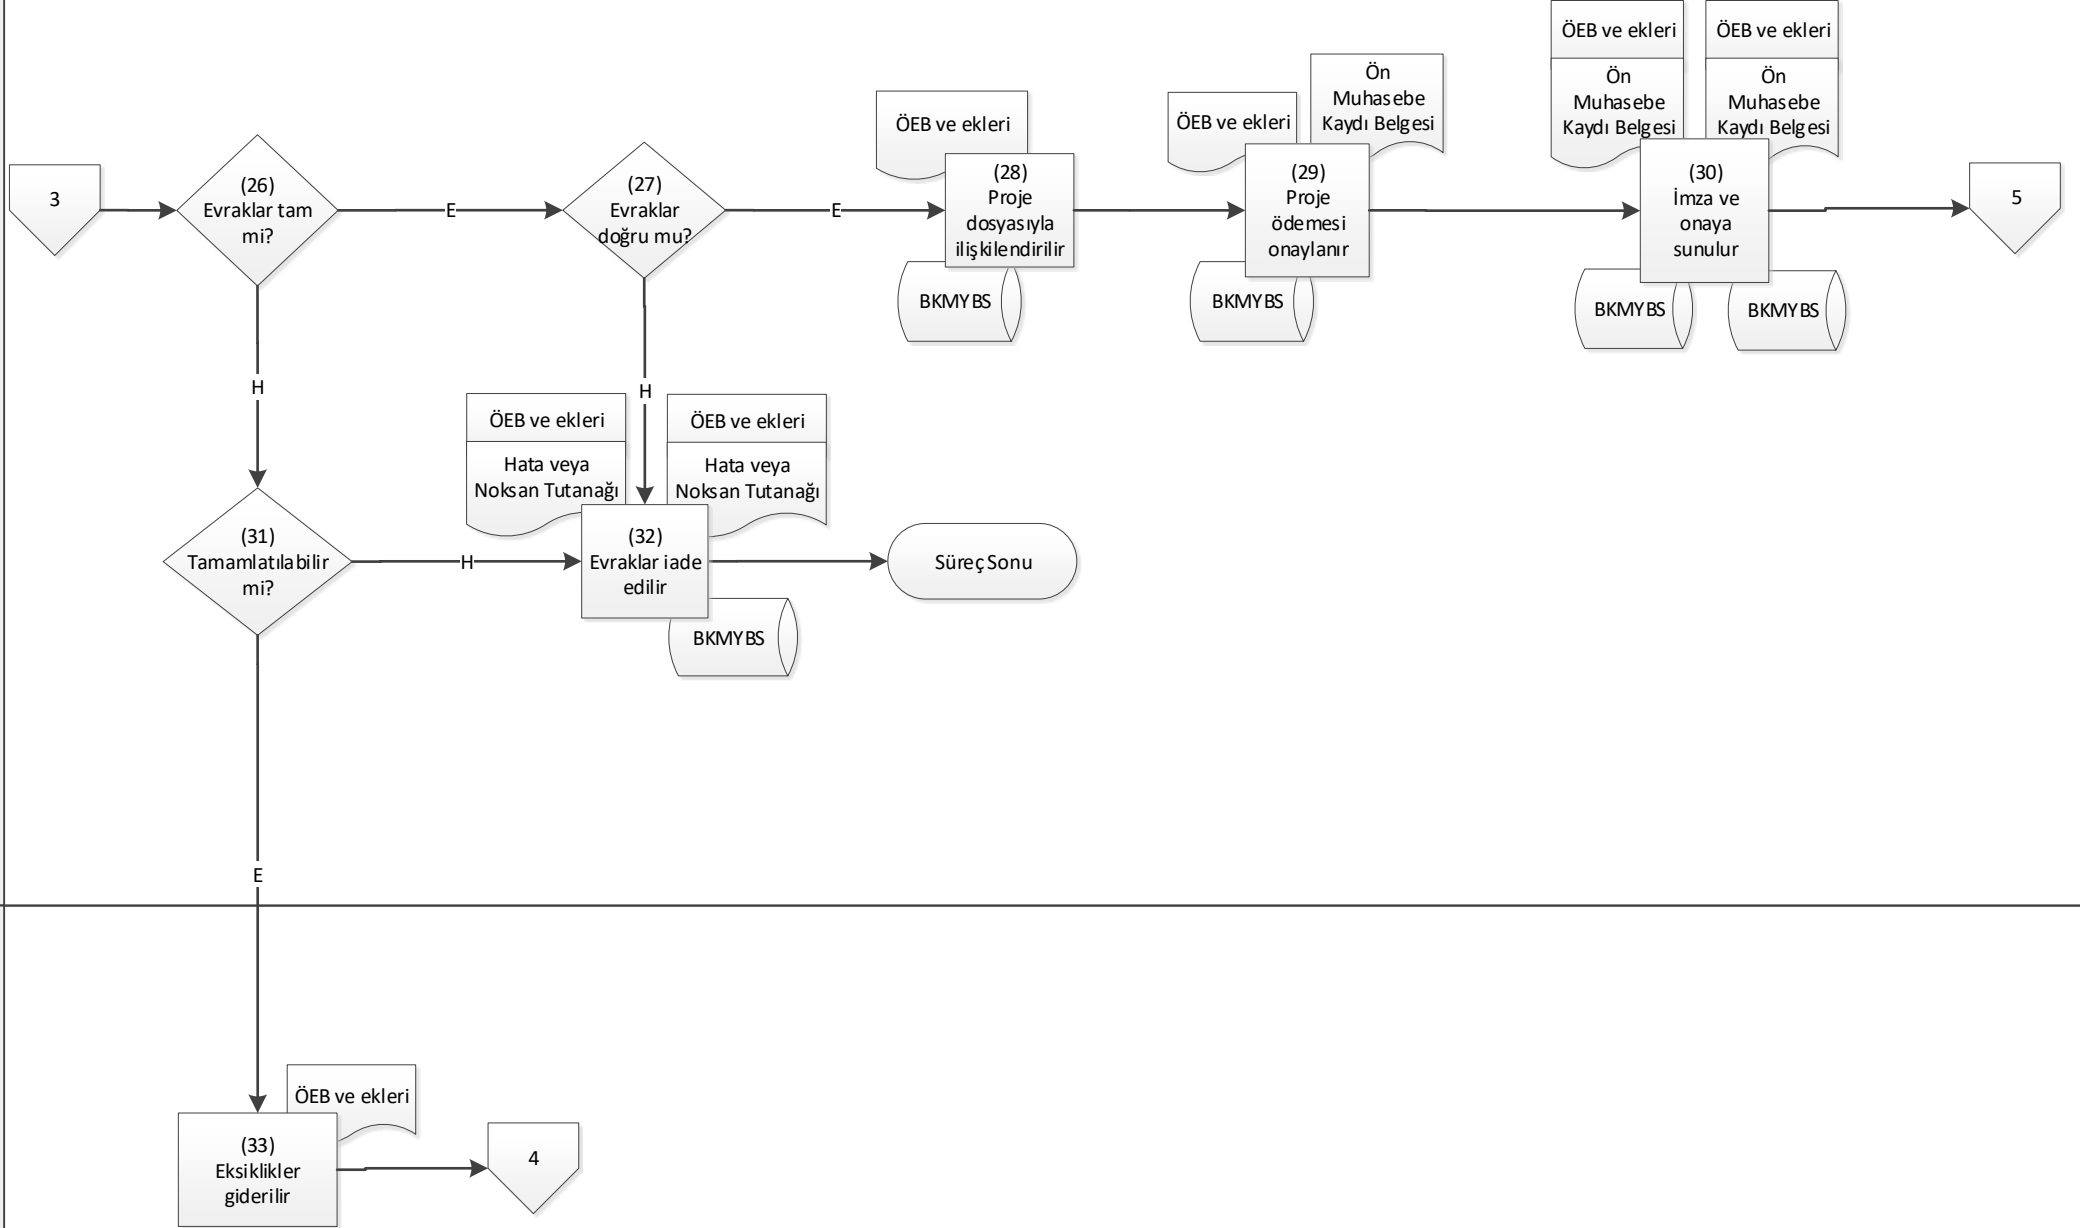 3
(26)
Evraklar tam
mi?
E
(27)
Evraklar
doğru mu?
E
ÖEB ve ekleri
(28)
Proje
dosyasıyla
ilişkilendirilir
BKMYBS
ÖEB ve ekleri
Ön
Muhasebe
Kaydı Belgesi
(29)
Proje
ödemesi
onaylanır
BKMYBS
ÖEB ve ekleri
Ön
Muhasebe
Kaydı Belgesi
ÖEB ve ekleri
Ön
Muhasebe
Kaydı Belgesi
(30)
İmza ve
onaya
sunulur
BKMYBS
BKMYBS
5
H
H
ÖEB ve ekleri
Hata veya
Noksan Tutanağı
ÖEB ve ekleri
Hata veya
Noksan Tutanağı
(31)
Tamamlatılabilir
mi?
H
(32)
Evraklar iade
edilir
BKMYBS
Süreç Sonu
E
ÖEB ve ekleri
(33)
Eksiklikler
giderilir
4